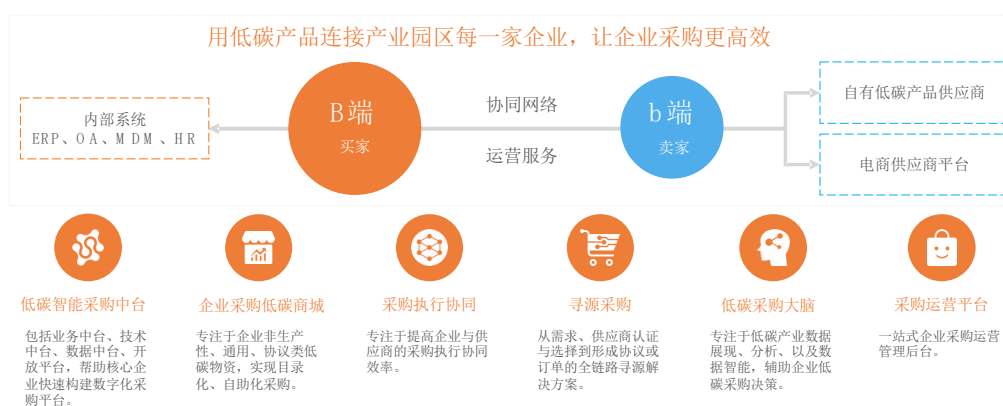 用低碳产品连接产业园区每一家企业，让企业采购更高效
内部系统
ERP、OA、MDM、HR
B端
买家
协同网络
运营服务
b端
卖家
自有低碳产品供应商
电商供应商平台
低碳智能采购中台
包括业务中台、技术
中台、数据中台、开
放平台，帮助核心企
业快速构建数字化采
购平台。
企业采购低碳商城
专注于企业非生产
性、通用、协议类低
碳物资，实现目录
化、自助化采购。
采购执行协同
专注于提高企业与供
应商的采购执行协同
效率。
寻源采购
从需求、供应商认证
与选择到形成协议或
订单的全链路寻源解
决方案。
低碳采购大脑
专注于低碳产业数据
展现、分析、以及数
据智能，辅助企业低
碳采购决策。
采购运营平台
一站式企业采购运营
管理后台。